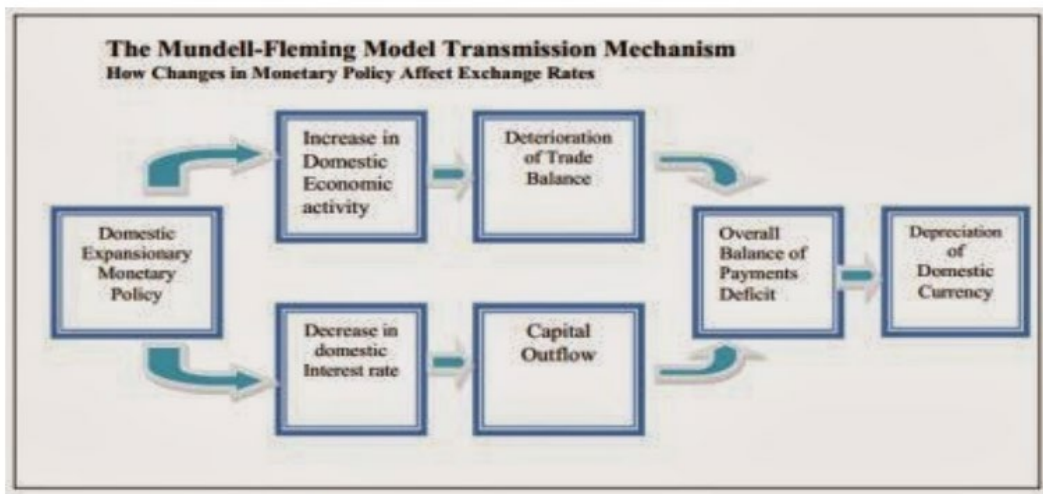 The Mundell-Fleming Model Transmission Mechanism
How Changes in Monetary Policy Affect Exchange Rates
Domestic
Expansionary
Monetary
Policy
Increase in
Domestic
Economic
activity
Deterioration
of Trade
Balance
Decrease in
domestic
Interest rate
Capital
Outflow
Overall
Balance of
Payments
Deficit
Depreciation
of
Domestic
Currency